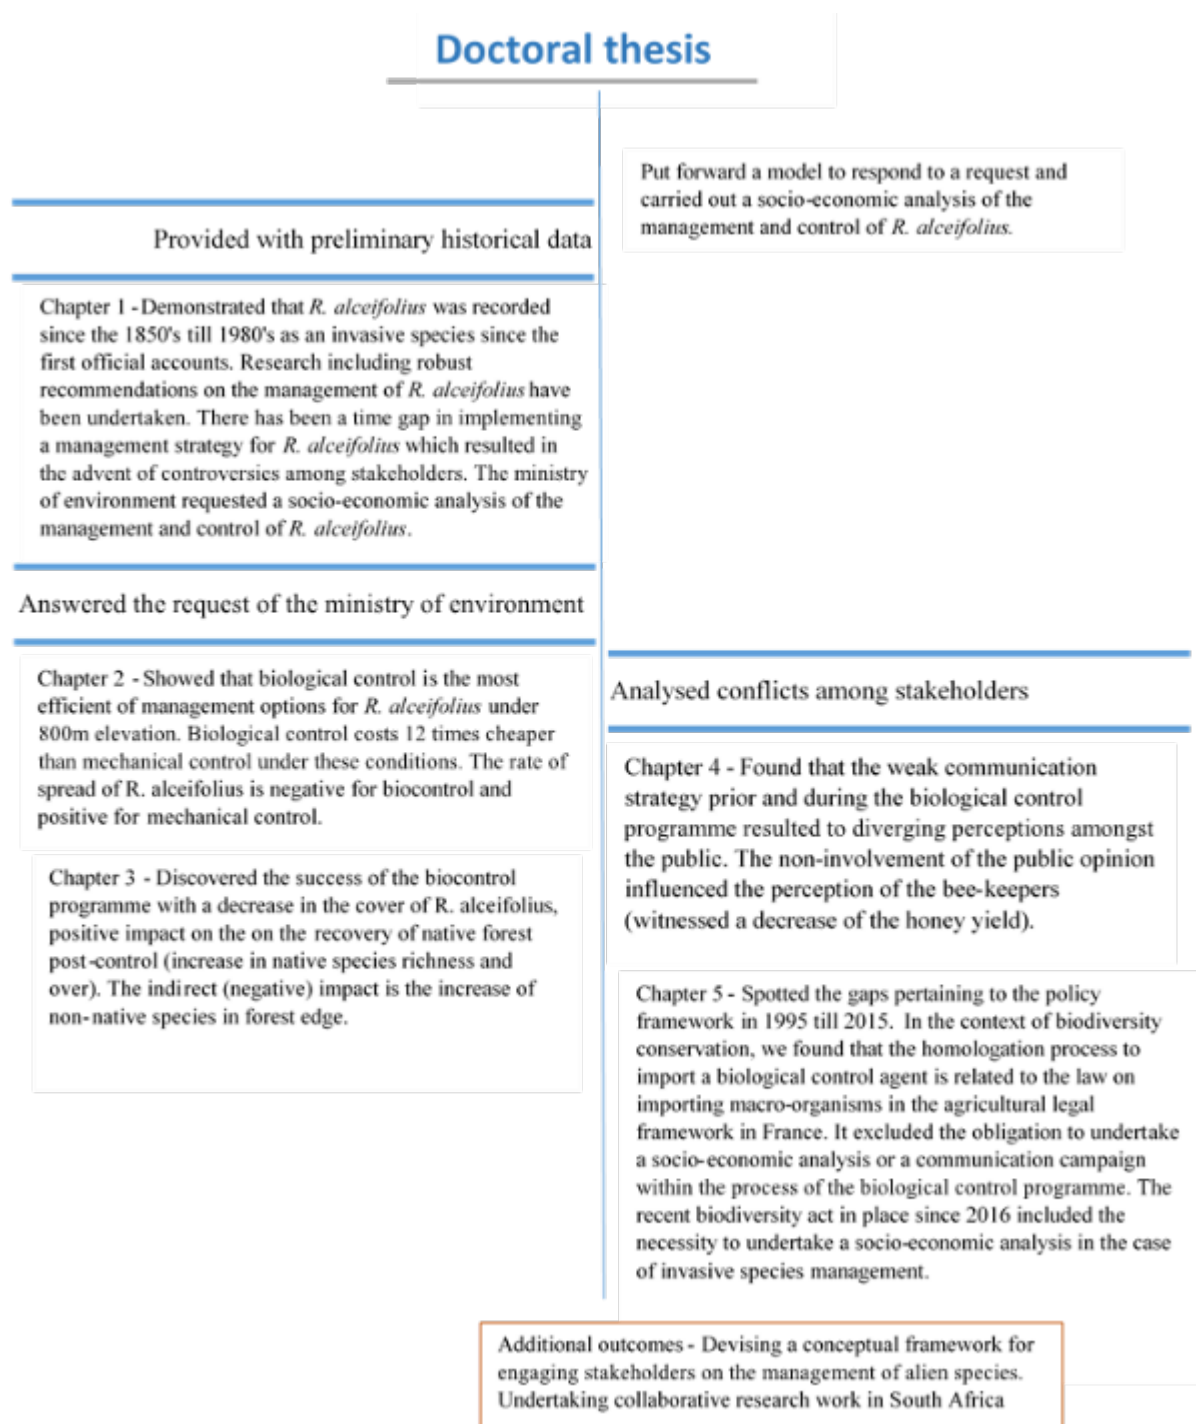 Doctoral thesis
Put forward a model to respond to a request and
carried out a socio-economic analysis of the
management and control of R. alceifolius.
Provided with preliminary historical data
Chapter 1 - Demonstrated that R. alceifolius was recorded
since the 1850's till 1980's as an invasive species since the
first official accounts. Research including robust
recommendations on the management of R. alceifolius have
been undertaken. There has been a time gap in implementing
a management strategy for R. alceifolius which resulted in
the advent of controversies among stakeholders. The ministry
of environment requested a socio-economic analysis of the
management and control of R. alceifolius.
Answered the request of the ministry of environment
Chapter 2 - Showed that biological control is the most
efficient of management options for R. alceifolius under
800m elevation. Biological control costs 12 times cheaper
than mechanical control under these conditions. The rate of
spread of R. alceifolius is negative for biocontrol and
positive for mechanical control.
Chapter 3 - Discovered the success of the biocontrol
programme with a decrease in the cover of R. alceifolius,
positive impact on the on the recovery of native forest
post-control (increase in native species richness and
over). The indirect (negative) impact is the increase of
non-native species in forest edge.
Analysed conflicts among stakeholders
Chapter 4 - Found that the weak communication
strategy prior and during the biological control
programme resulted to diverging perceptions amongst
the public. The non-involvement of the public opinion
influenced the perception of the bee-keepers
(witnessed a decrease of the honey yield).
Chapter 5 - Spotted the gaps pertaining to the policy
framework in 1995 till 2015. In the context of biodiversity
conservation, we found that the homologation process to
import a biological control agent is related to the law on
importing macro-organisms in the agricultural legal
framework in France. It excluded the obligation to undertake
a socio-economic analysis or a communication campaign
within the process of the biological control programme. The
recent biodiversity act in place since 2016 included the
necessity to undertake a socio-economic analysis in the case
of invasive species management.
Additional outcomes - Devising a conceptual framework for
engaging stakeholders on the management of alien species.
Undertaking collaborative research work in South Africa